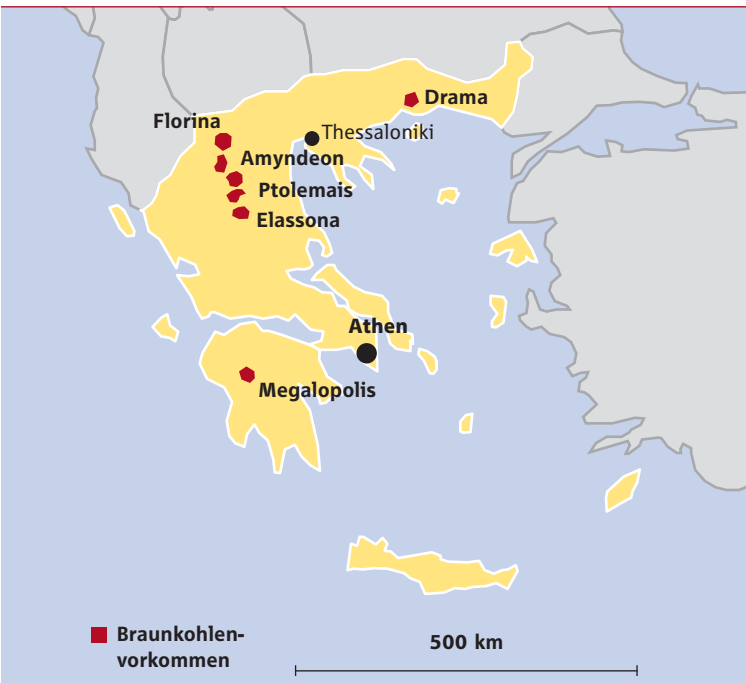 Drama
Florina
Thessaloniki
Amyndeon
Ptolemais
Elassona
Athen
Megalopolis
Braunkohlen-
vorkommen
500 km